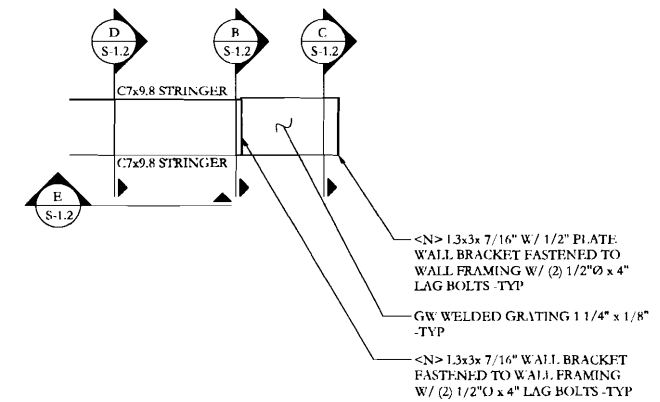 D
S-1.2
B
S-1.2
C
S-1.2
C7x9.8 STRINGER
C7x9.8 STRINGER
E
S-1.2
<N> L3x3x 7/16" W/ 1/2" PLATE
WALL BRACKET FASTENED TO
WALL FRAMING W/ (2) 1/2"Ø x 4"
LAG BOLTS -TYP
GW WELDED GRATING 1 1/4" x 1/8"
-TYP
<N> L3x3x 7/16" WALL BRACKET
FASTENED TO WALL FRAMING
W/ (2) 1/2"Ø x 4" LAG BOLTS -TYP